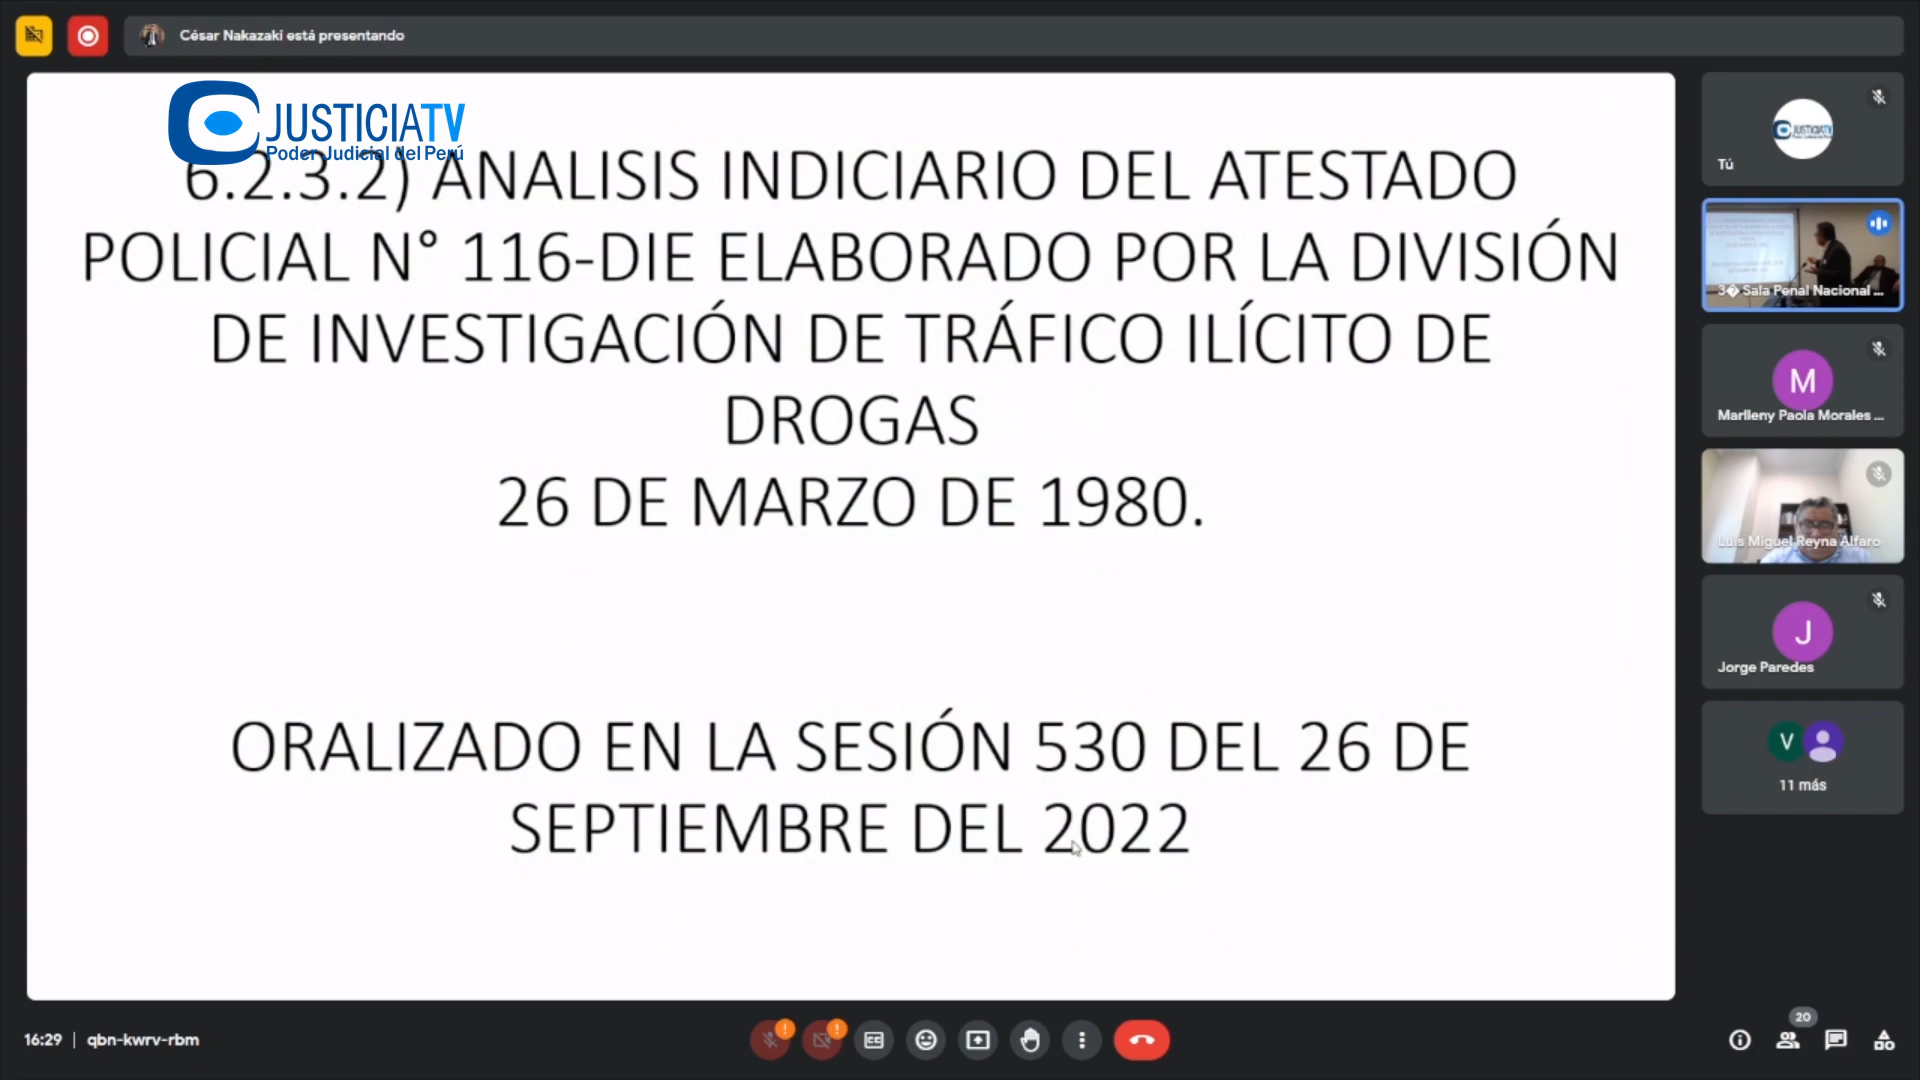 César Nakazaki está presentando
JUSTICIATV
Poder Judicial del Perú
6.2.3.2) ANALISIS INDICIARIO DEL ATESTADO
POLICIAL N° 116-DIE ELABORADO POR LA DIVISIÓN
DE INVESTIGACIÓN DE TRÁFICO ILÍCITO DE
DROGAS
26 DE MARZO DE 1980.
ORALIZADO EN LA SESIÓN 530 DEL 26 DE
SEPTIEMBRE DEL 2022
JUSTICIATV
Tú
3� Sala Penal Nacional ...
M
Marlleny Paola Morales ...
Luis Miguel Reyna Alfaro
J
Jorge Paredes
V
11 más
16:29 | qbn-kwrv-rbm
20